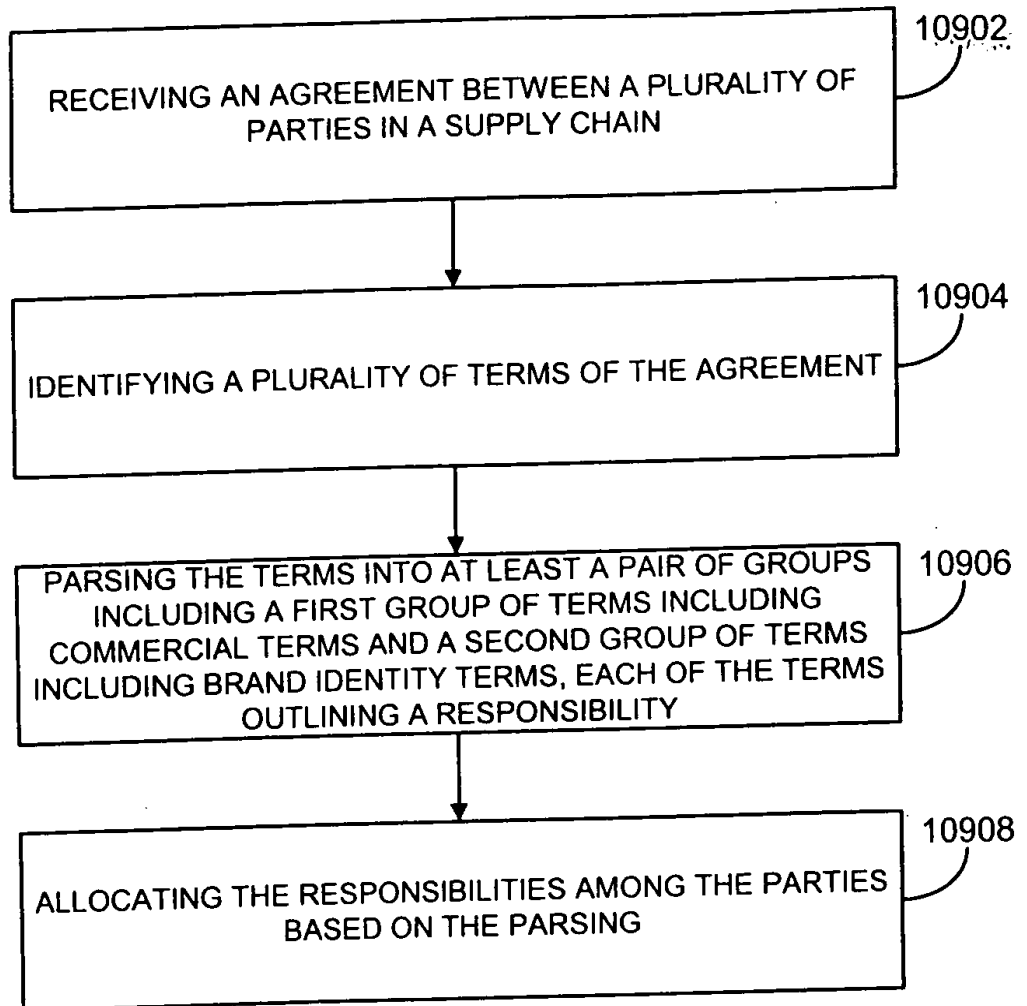 10902
RECEIVING AN AGREEMENT BETWEEN A PLURALITY OF
PARTIES IN A SUPPLY CHAIN
10904
IDENTIFYING A PLURALITY OF TERMS OF THE AGREEMENT
10906
PARSING THE TERMS INTO AT LEAST A PAIR OF GROUPS
INCLUDING A FIRST GROUP OF TERMS INCLUDING
COMMERCIAL TERMS AND A SECOND GROUP OF TERMS
INCLUDING BRAND IDENTITY TERMS, EACH OF THE TERMS
OUTLINING A RESPONSIBILITY
10908
ALLOCATING THE RESPONSIBILITIES AMONG THE PARTIES
BASED ON THE PARSING